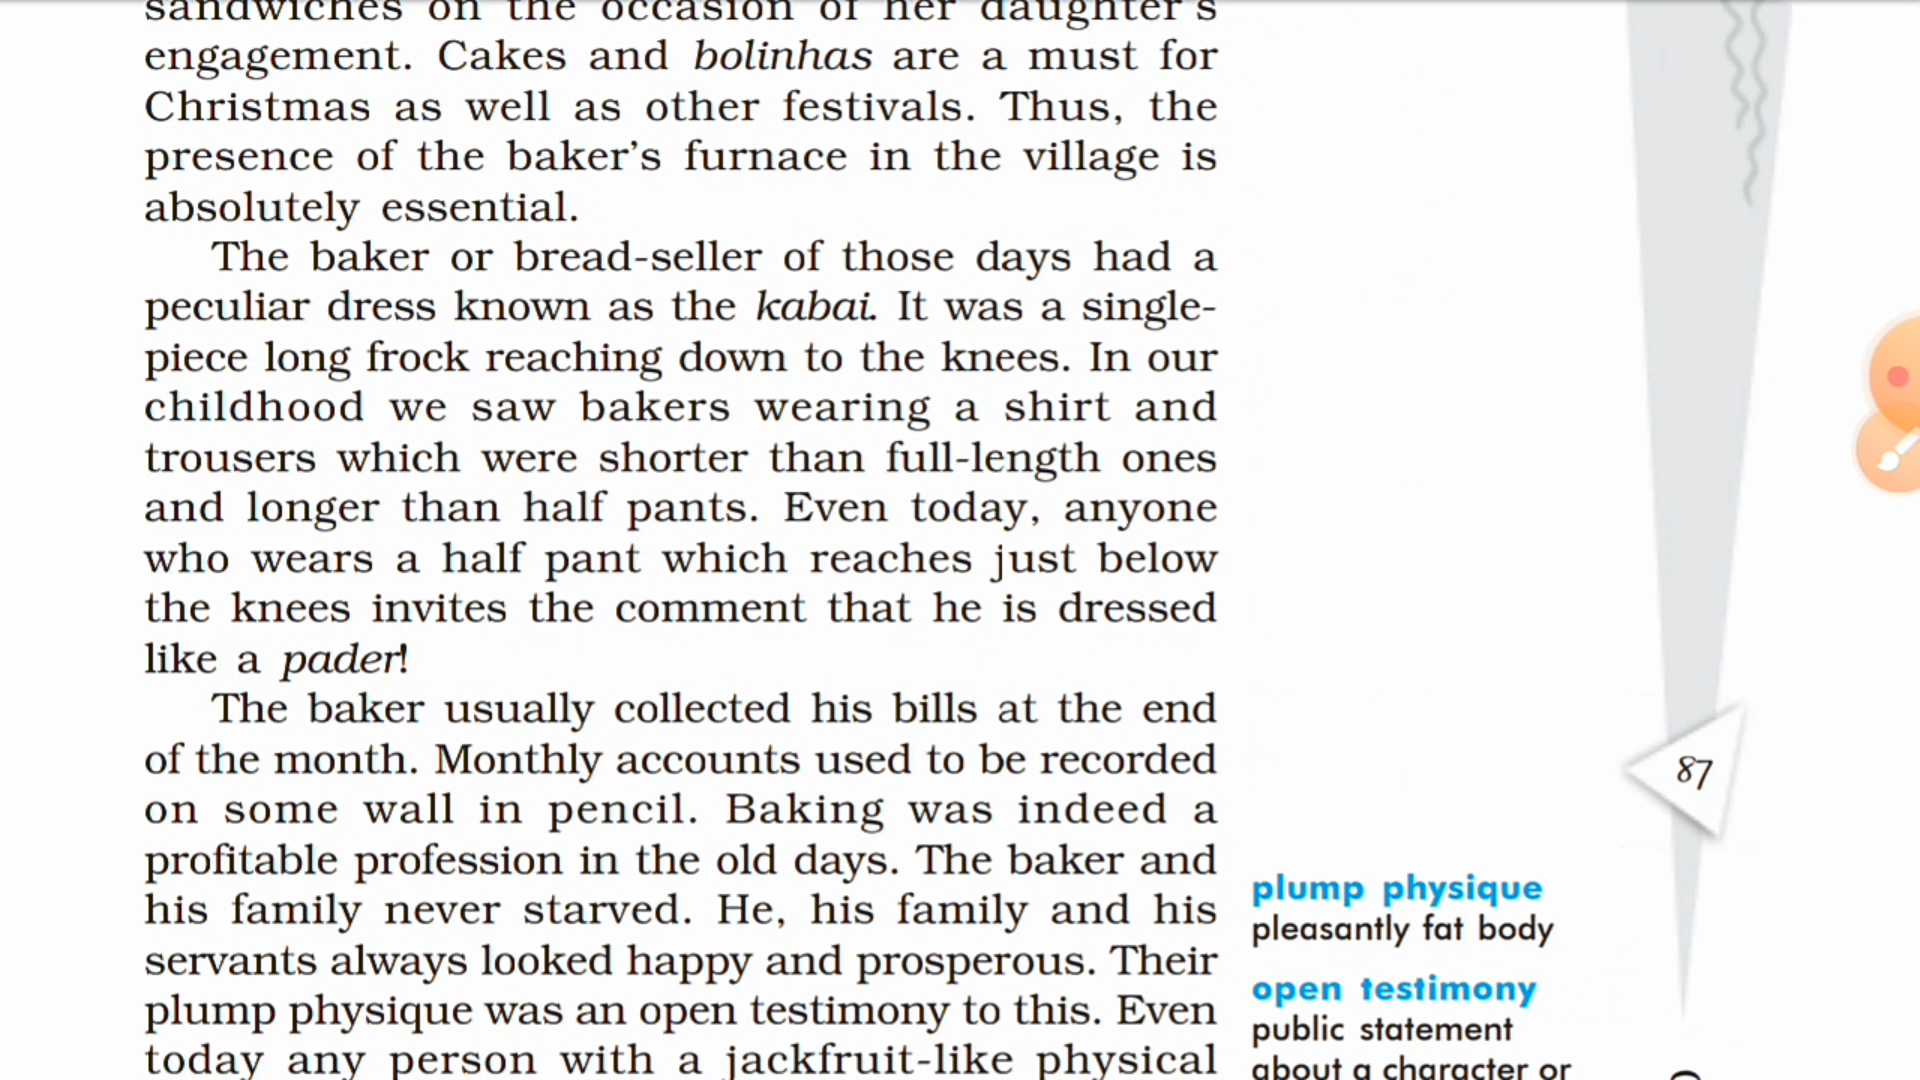 sandwiches on the occasion of her daughter's
engagement. Cakes and bolinhas are a must for
Christmas as well as other festivals. Thus, the
presence of the baker’s furnace in the village is
absolutely essential.
The baker or bread-seller of those days had a
peculiar dress known as the kabai. It was a single-
piece long frock reaching down to the knees. In our
childhood we saw bakers wearing a shirt and
trousers which were shorter than full-length ones
and longer than half pants. Even today, anyone
who wears a half pant which reaches just below
the knees invites the comment that he is dressed
like a pader!
The baker usually collected his bills at the end
of the month. Monthly accounts used to be recorded
on some wall in pencil. Baking was indeed a
profitable profession in the old days. The baker and
his family never starved. He, his family and his
servants always looked happy and prosperous. Their
plump physique was an open testimony to this. Even
today any person with a jackfruit-like physical
87
plump physique
pleasantly fat body
open testimony
public statement
about a character or